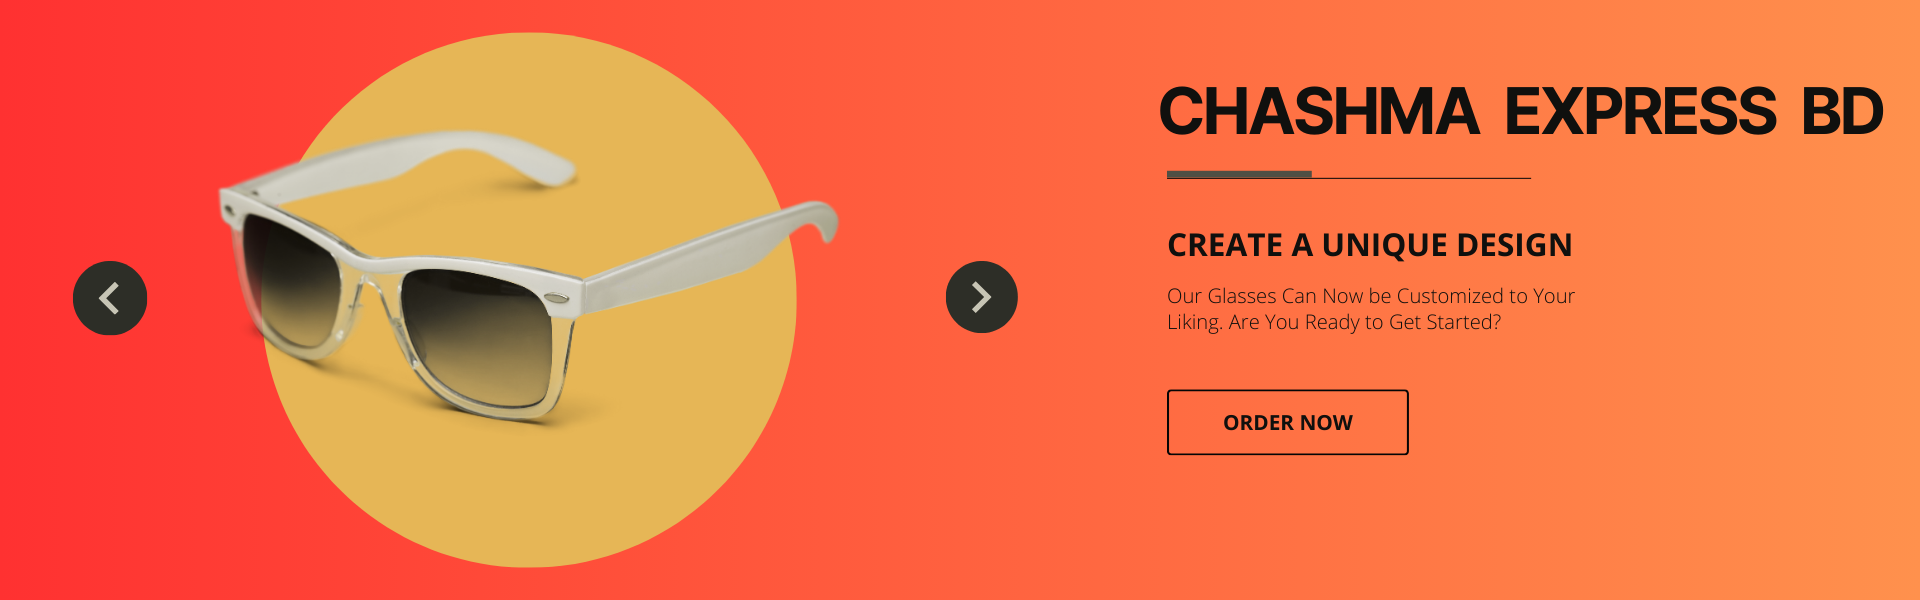 CHASHMA EXPRESS BD
CREATE A UNIQUE DESIGN
Our Glasses Can Now be Customized to Your
Liking. Are You Ready to Get Started?
ORDER NOW